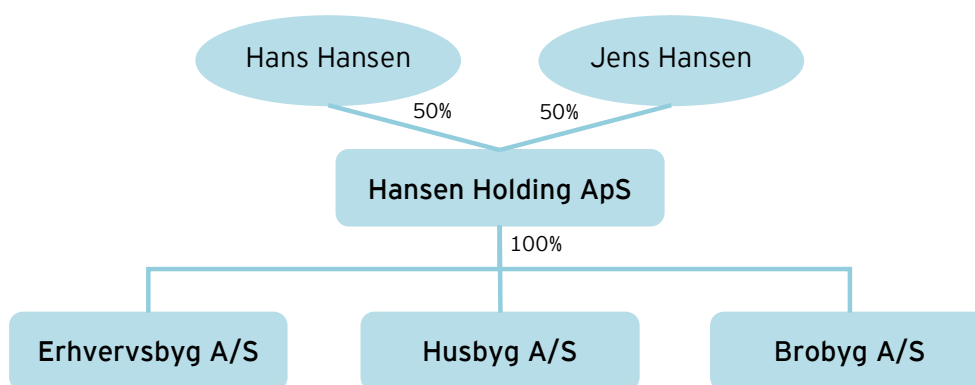 Hans Hansen
Jens Hansen
50%
50%
Hansen Holding ApS
100%
Erhvervsbyg A/S
Husbyg A/S
Brobyg A/S